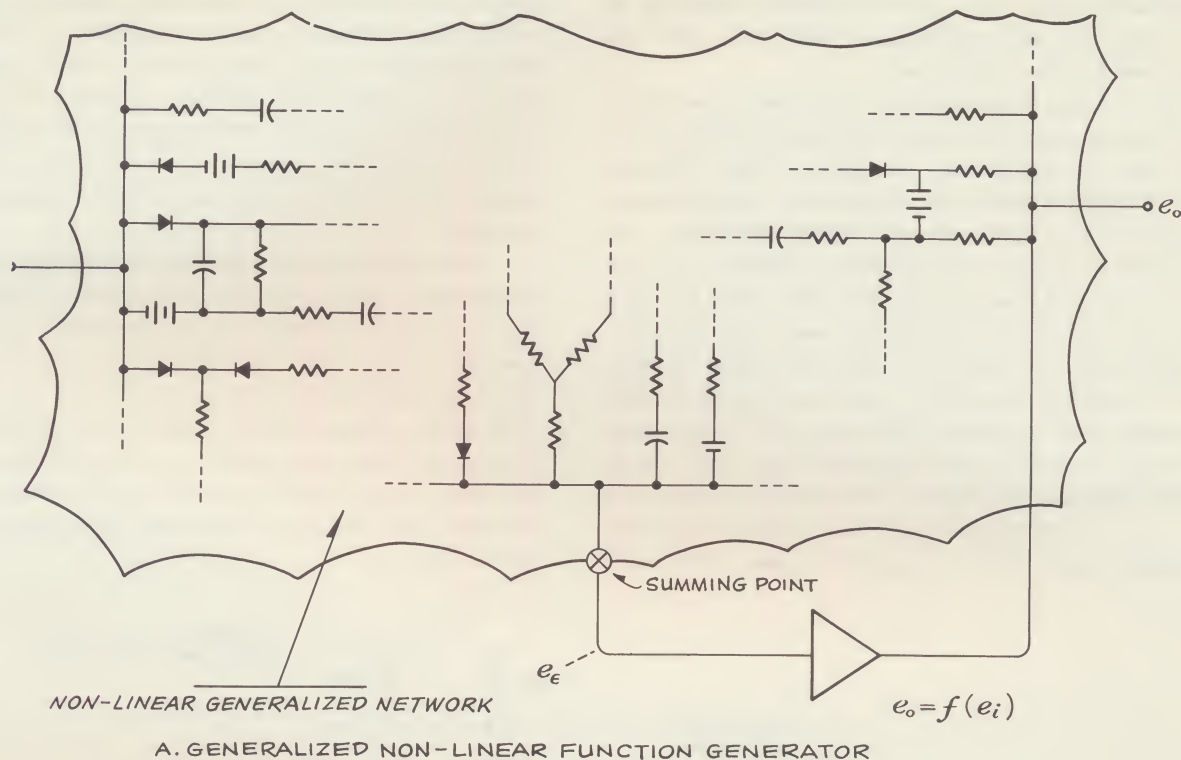 eₒ
SUMMING POINT
e_ϵ
NON-LINEAR GENERALIZED NETWORK
eₒ = f (eᵢ)
A. GENERALIZED NON-LINEAR FUNCTION GENERATOR